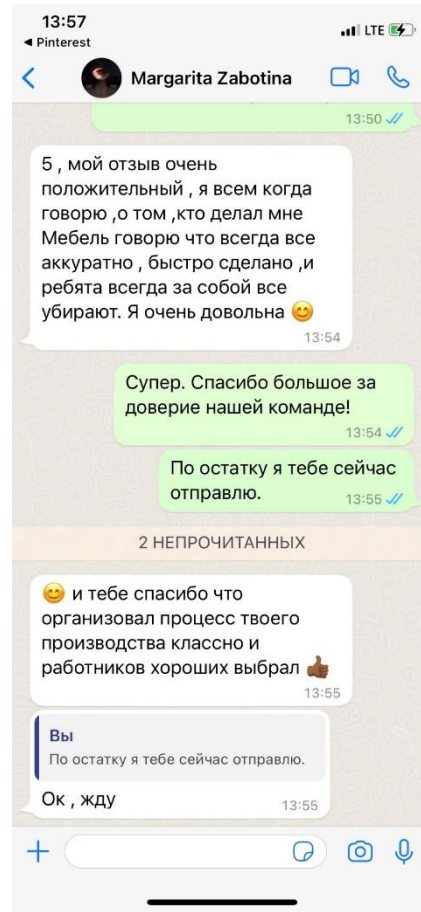 13:57
LTE
◀ Pinterest
Margarita Zabotina
13:50
5 , мой отзыв очень
положительный , я всем когда
говорю ,о том ,кто делал мне
Мебель говорю что всегда все
аккуратно , быстро сделано ,и
ребята всегда за собой все
убирают. Я очень довольна 😊
13:54
Супер. Спасибо большое за
доверие нашей команде!
13:54
По остатку я тебе сейчас
отправлю.
13:55
2 НЕПРОЧИТАННЫХ
😊 и тебе спасибо что
организовал процесс твоего
производства классно и
работников хороших выбрал 👍🏾
13:55
Вы
По остатку я тебе сейчас отправлю.
Ок , жду
13:55